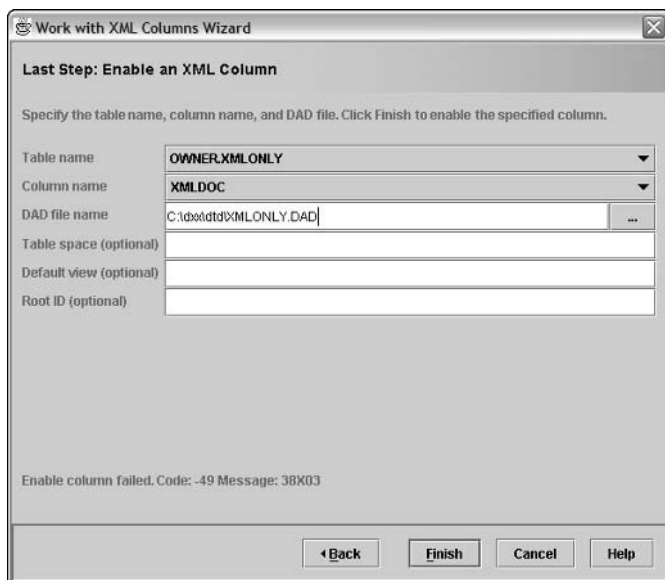 Work with XML Columns Wizard
Last Step: Enable an XML Column
Specify the table name, column name, and DAD file. Click Finish to enable the specified column.
Table name OWNER.XMLONLY
Column name XMLDOC
DAD file name C:\dxx\dtd\XMLONLY.DAD ...
Table space (optional)
Default view (optional)
Root ID (optional)
Enable column failed. Code: -49 Message: 38X03
Back Finish Cancel Help